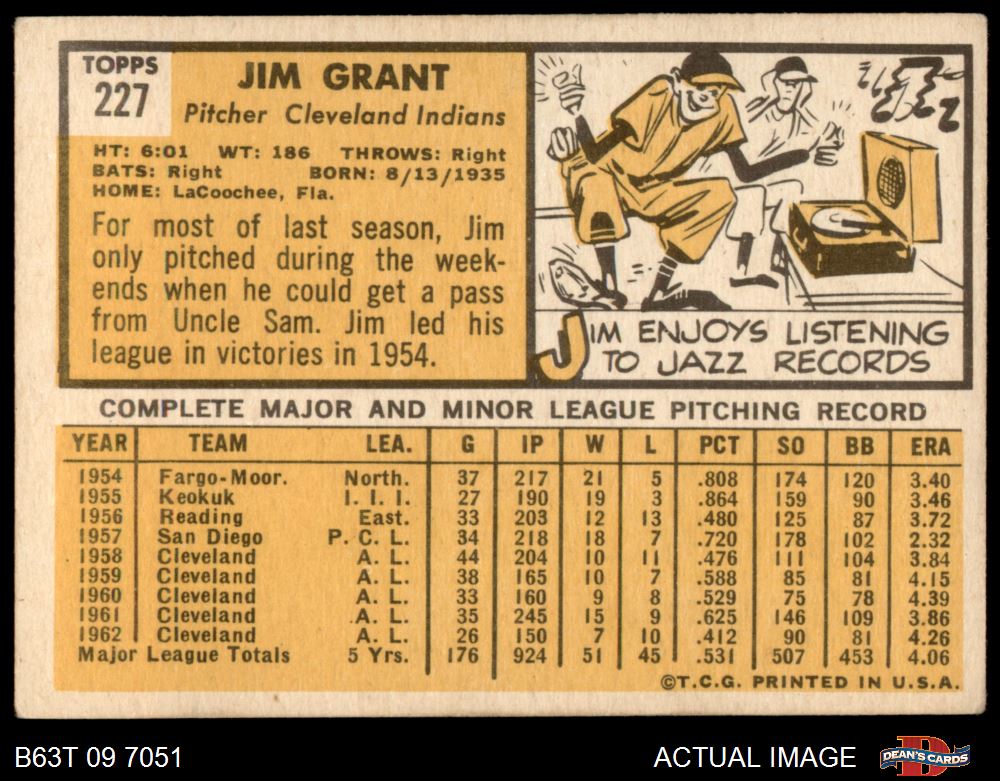 TOPPS
227
JIM GRANT
Pitcher Cleveland Indians
HT: 6:01 WT: 186 THROWS: Right
BATS: Right BORN: 8/13/1935
HOME: LaCoochee, Fla.
For most of last season, Jim
only pitched during the week-
ends when he could get a pass
from Uncle Sam. Jim led his
league in victories in 1954.
JIM ENJOYS LISTENING
TO JAZZ RECORDS
COMPLETE MAJOR AND MINOR LEAGUE PITCHING RECORD
YEAR TEAM LEA. G IP W L PCT SO BB ERA
1954 Fargo-Moor. North. 37 217 21 5 .808 174 120 3.40
1955 Keokuk I. I. I. 27 190 19 3 .864 159 90 3.46
1956 Reading East. 33 203 12 13 .480 125 87 3.72
1957 San Diego P. C. L. 34 218 18 7 .720 178 102 2.32
1958 Cleveland A. L. 44 204 10 11 .476 111 104 3.84
1959 Cleveland A. L. 38 165 10 7 .588 85 81 4.15
1960 Cleveland A. L. 33 160 9 8 .529 75 78 4.39
1961 Cleveland A. L. 35 245 15 9 .625 146 109 3.86
1962 Cleveland A. L. 26 150 7 10 .412 90 81 4.26
Major League Totals 5 Yrs. 176 924 51 45 .531 507 453 4.06
©T.C.G. PRINTED IN U.S.A.
B63T 09 7051
ACTUAL IMAGE
DEAN'S CARDS